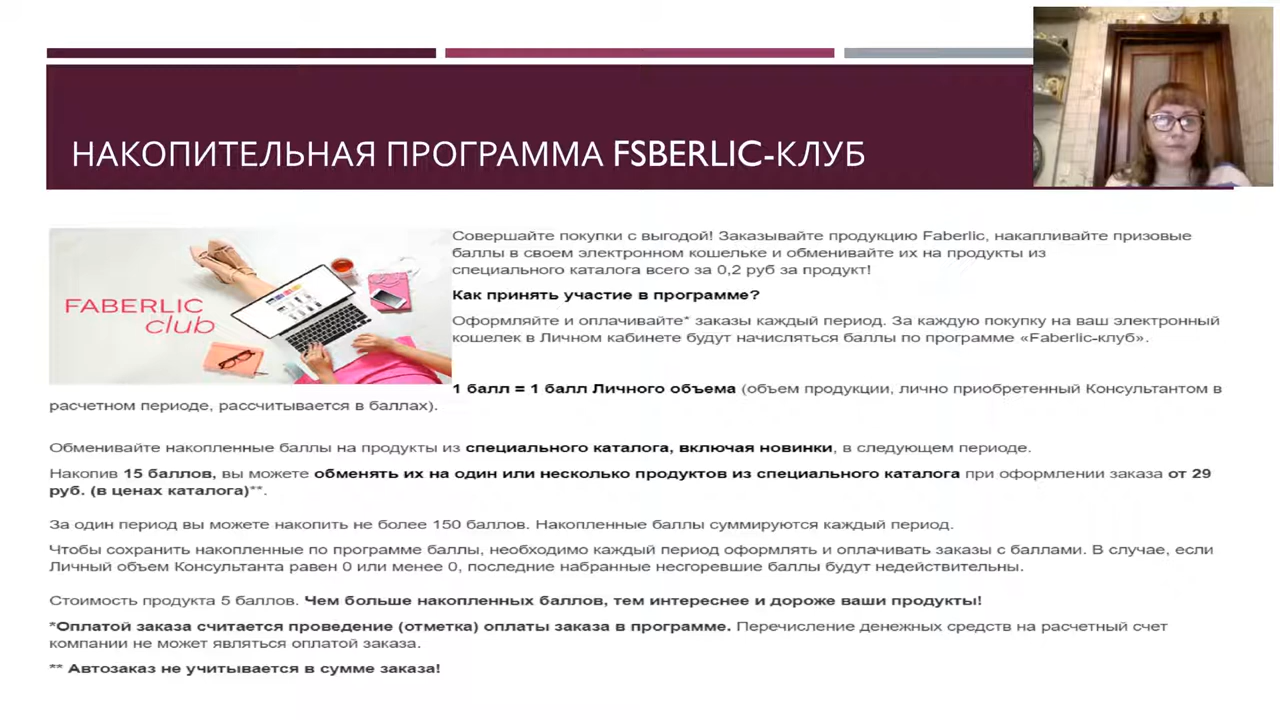 НАКОПИТЕЛЬНАЯ ПРОГРАММА FSBERLIC-КЛУБ
FABERLIC
club
Совершайте покупки с выгодой! Заказывайте продукцию Faberlic, накапливайте призовые
баллы в своем электронном кошельке и обменивайте их на продукты из
специального каталога всего за 0,2 руб за продукт!
Как принять участие в программе?
Оформляйте и оплачивайте* заказы каждый период. За каждую покупку на ваш электронный
кошелек в Личном кабинете будут начисляться баллы по программе «Faberlic-клуб».
1 балл = 1 балл Личного объема (объем продукции, лично приобретенный Консультантом в
расчетном периоде, рассчитывается в баллах).
Обменивайте накопленные баллы на продукты из специального каталога, включая новинки, в следующем периоде.
Накопив 15 баллов, вы можете обменять их на один или несколько продуктов из специального каталога при оформлении заказа от 29
руб. (в ценах каталога)**.
За один период вы можете накопить не более 150 баллов. Накопленные баллы суммируются каждый период.
Чтобы сохранить накопленные по программе баллы, необходимо каждый период оформлять и оплачивать заказы с баллами. В случае, если
Личный объем Консультанта равен 0 или менее 0, последние набранные несгоревшие баллы будут недействительны.
Стоимость продукта 5 баллов. Чем больше накопленных баллов, тем интереснее и дороже ваши продукты!
*Оплатой заказа считается проведение (отметка) оплаты заказа в программе. Перечисление денежных средств на расчетный счет
компании не может являться оплатой заказа.
** Автозаказ не учитывается в сумме заказа!